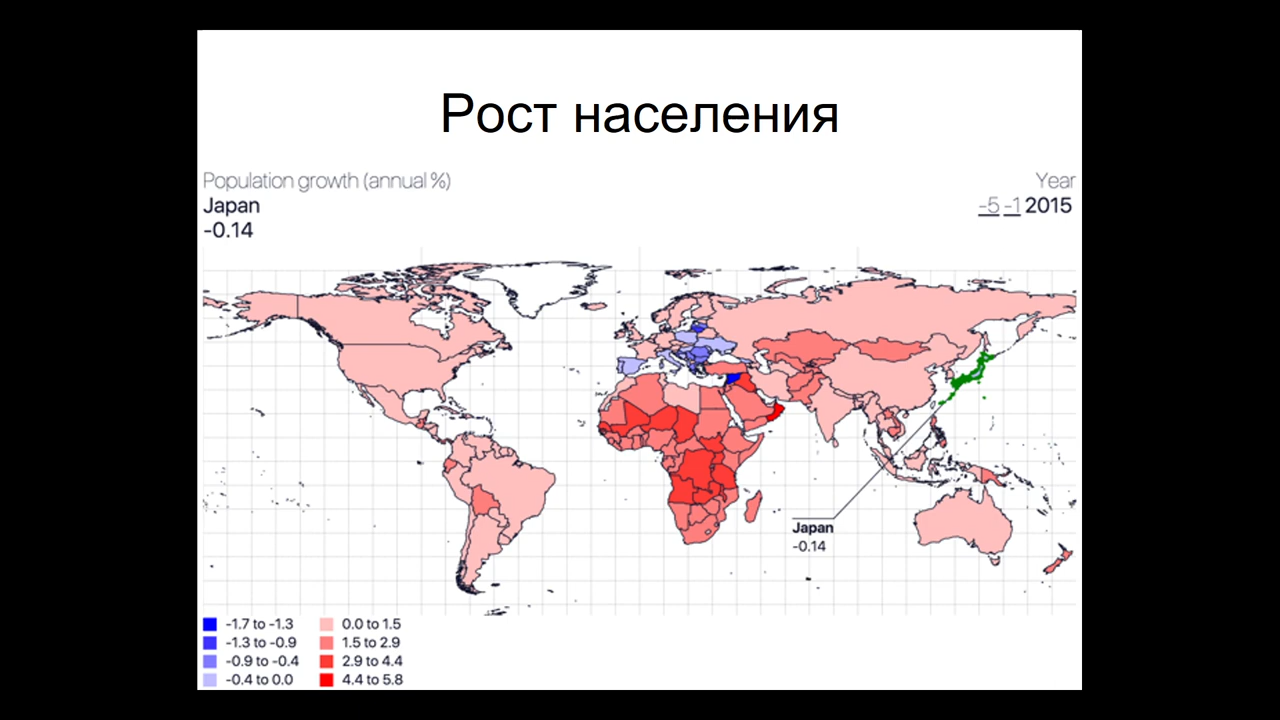 Рост населения
Population growth (annual %)
Japan
-0.14
Year
-5 -1 2015
Japan
-0.14
-1.7 to -1.3
-1.3 to -0.9
-0.9 to -0.4
-0.4 to 0.0
0.0 to 1.5
1.5 to 2.9
2.9 to 4.4
4.4 to 5.8